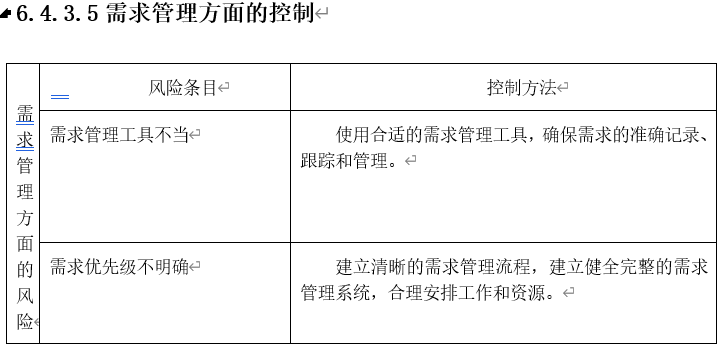 6.4.3.5 需求管理方面的控制
需求管理方面的风险
风险条目
控制方法
需求管理工具不当
使用合适的需求管理工具，确保需求的准确记录、
跟踪和管理。
需求优先级不明确
建立清晰的需求管理流程，建立健全完整的需求
管理系统，合理安排工作和资源。